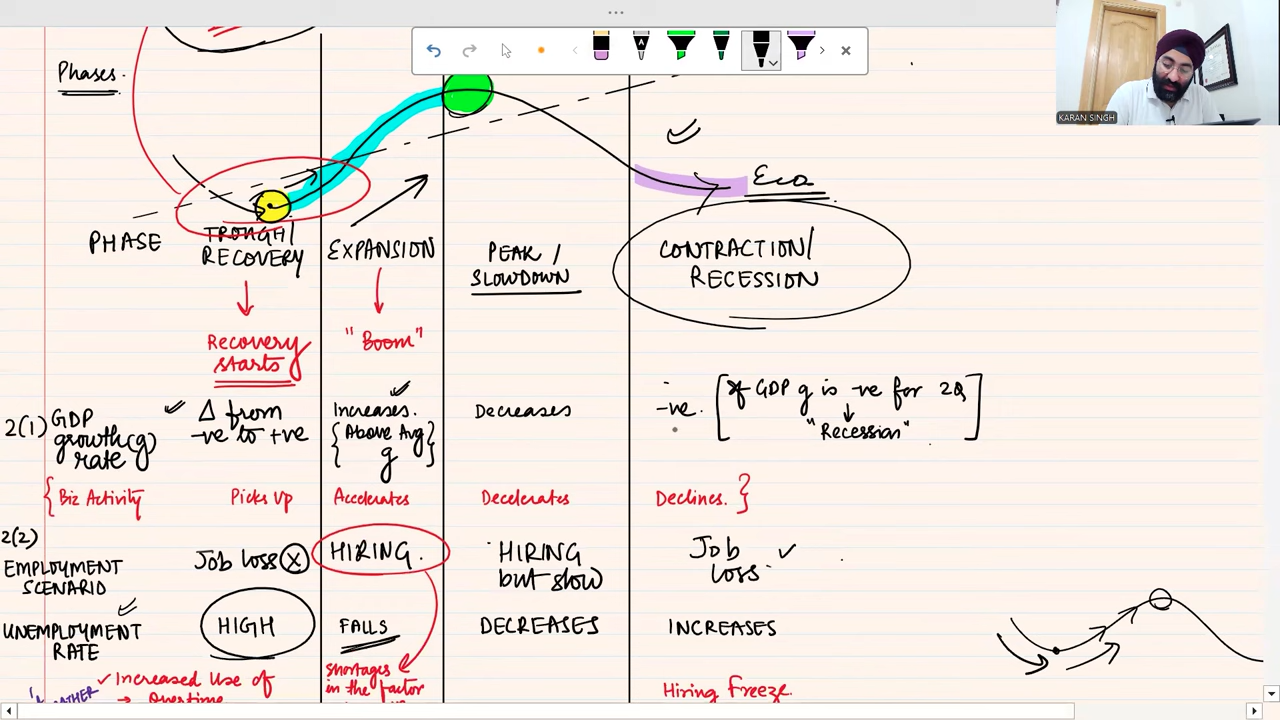 KARAN SINGH
Phases.
Eco
PHASE
TROUGH/
RECOVERY
EXPANSION
PEAK /
SLOWDOWN
CONTRACTION/
RECESSION
Recovery
starts
"Boom"
2(1) GDP
growth(g)
rate
Δ from
-ve to +ve
Increases.
{Above Avg
g}
Decreases
-ve.
[* GDP g is -ve for 2Q
"Recession"]
{ Biz Activity
Picks Up
Accelerates
Decelerates
Declines. }
2(2)
EMPLOYMENT
SCENARIO
Job loss X
HIRING.
HIRING
but slow
Job
loss.
UNEMPLOYMENT
RATE
HIGH
FALLS
DECREASES
INCREASES
Increased Use of
→ Overtime
shortages
in the factor
Hiring Freeze.